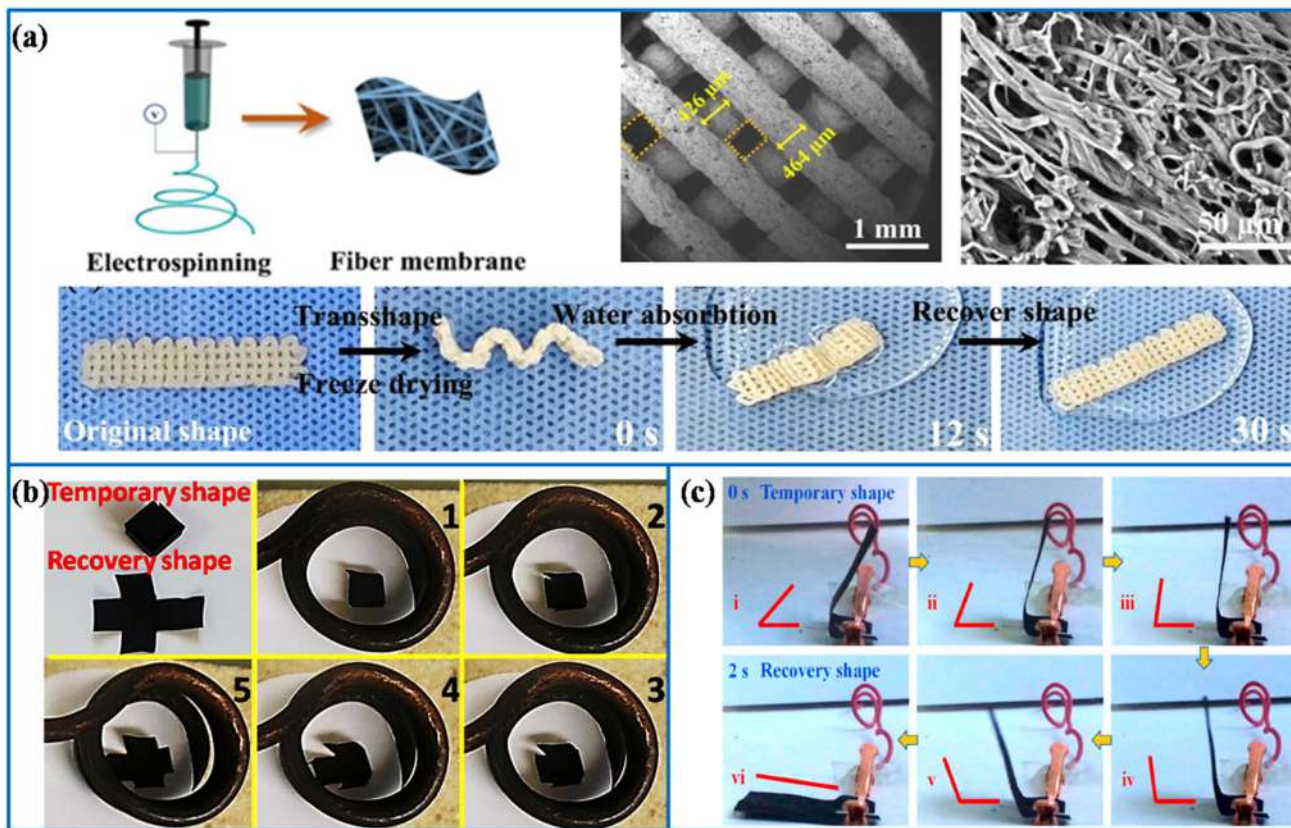 (a)
V
Electrospinning
Fiber membrane
426 μm
464 μm
1 mm
50 μm
Original shape
Transshape
Freeze drying
0 s
Water absorbtion
12 s
Recover shape
30 s
(b)
Temporary shape
Recovery shape
1
2
5
4
3
(c)
0 s Temporary shape
i
ii
iii
2 s Recovery shape
vi
v
iv